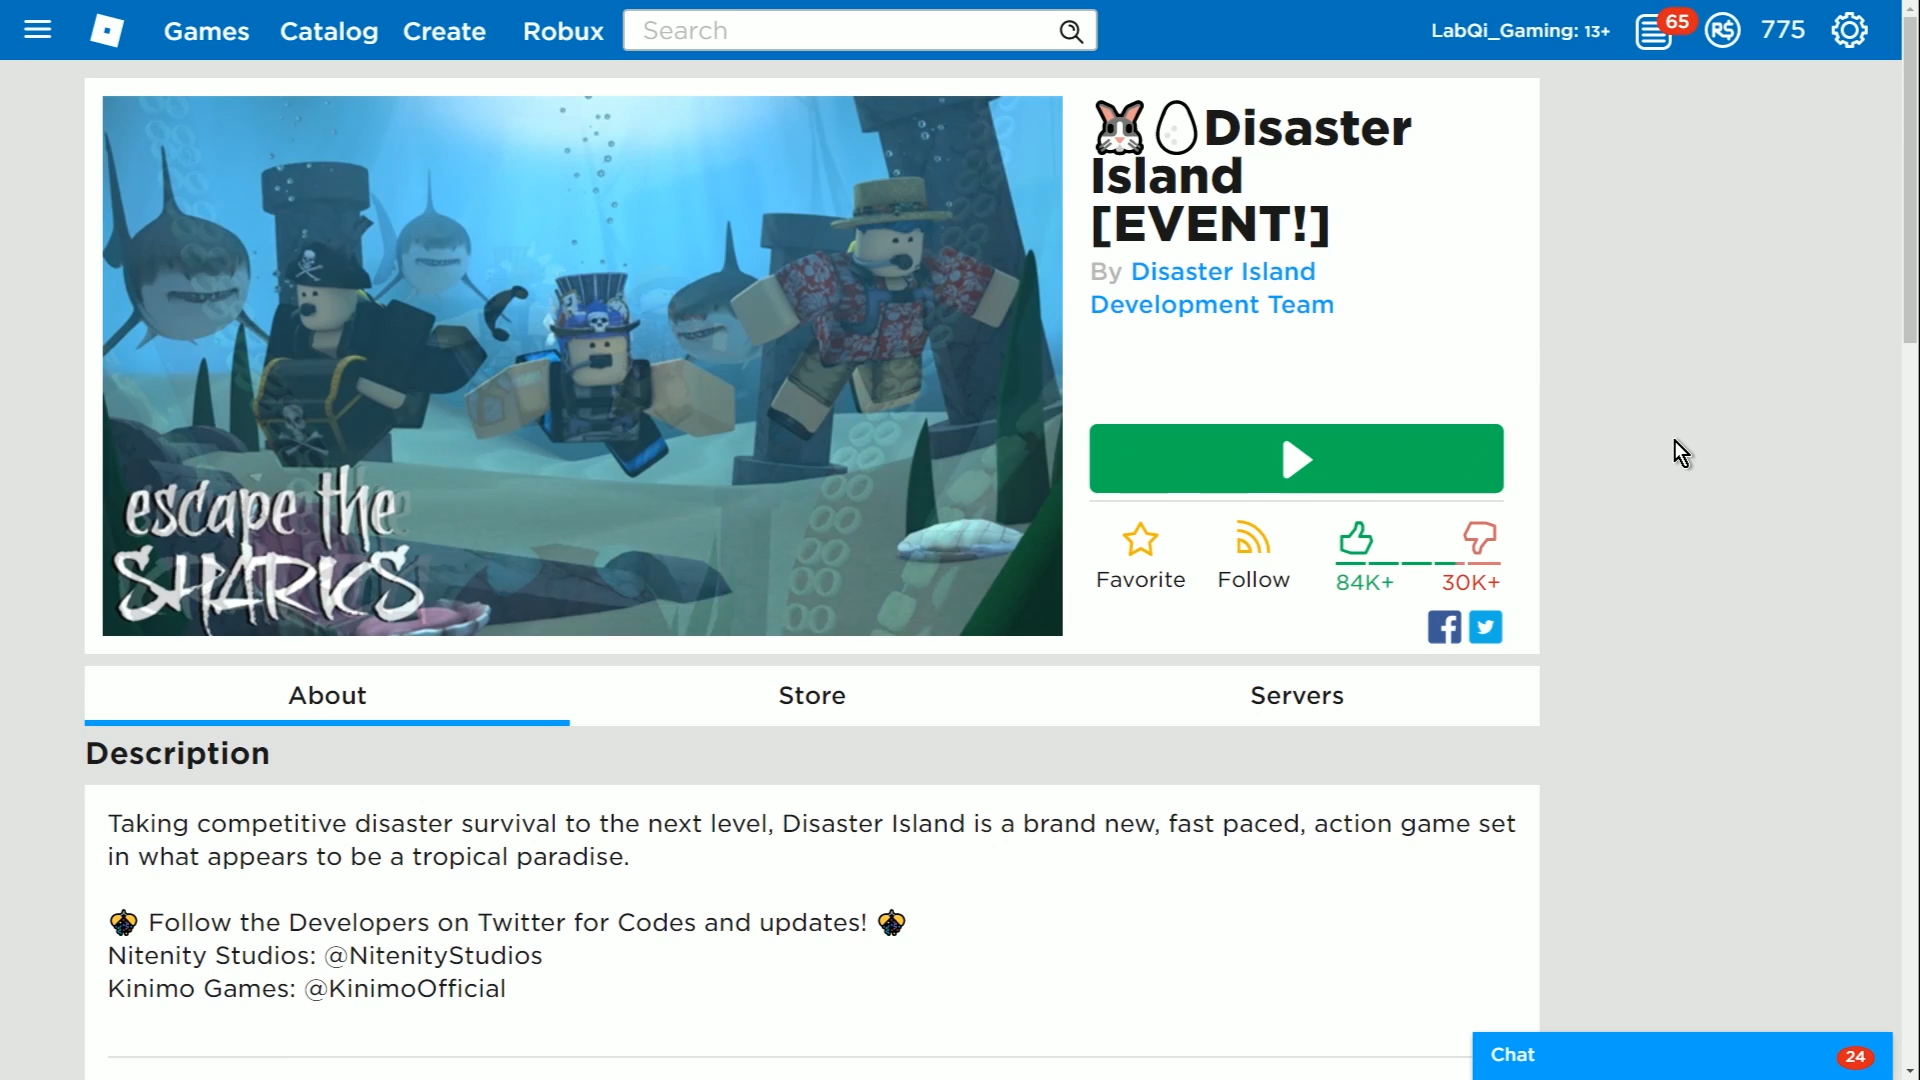 Games Catalog Create Robux Search LabQi_Gaming: 13+ 65 R$ 775
Disaster
Island
[EVENT!]
By Disaster Island
Development Team
escape the
SHARKS
Favorite Follow 84K+ 30K+
About Store Servers
Description
Taking competitive disaster survival to the next level, Disaster Island is a brand new, fast paced, action game set
in what appears to be a tropical paradise.
Follow the Developers on Twitter for Codes and updates!
Nitenity Studios: @NitenityStudios
Kinimo Games: @KinimoOfficial
Chat 24